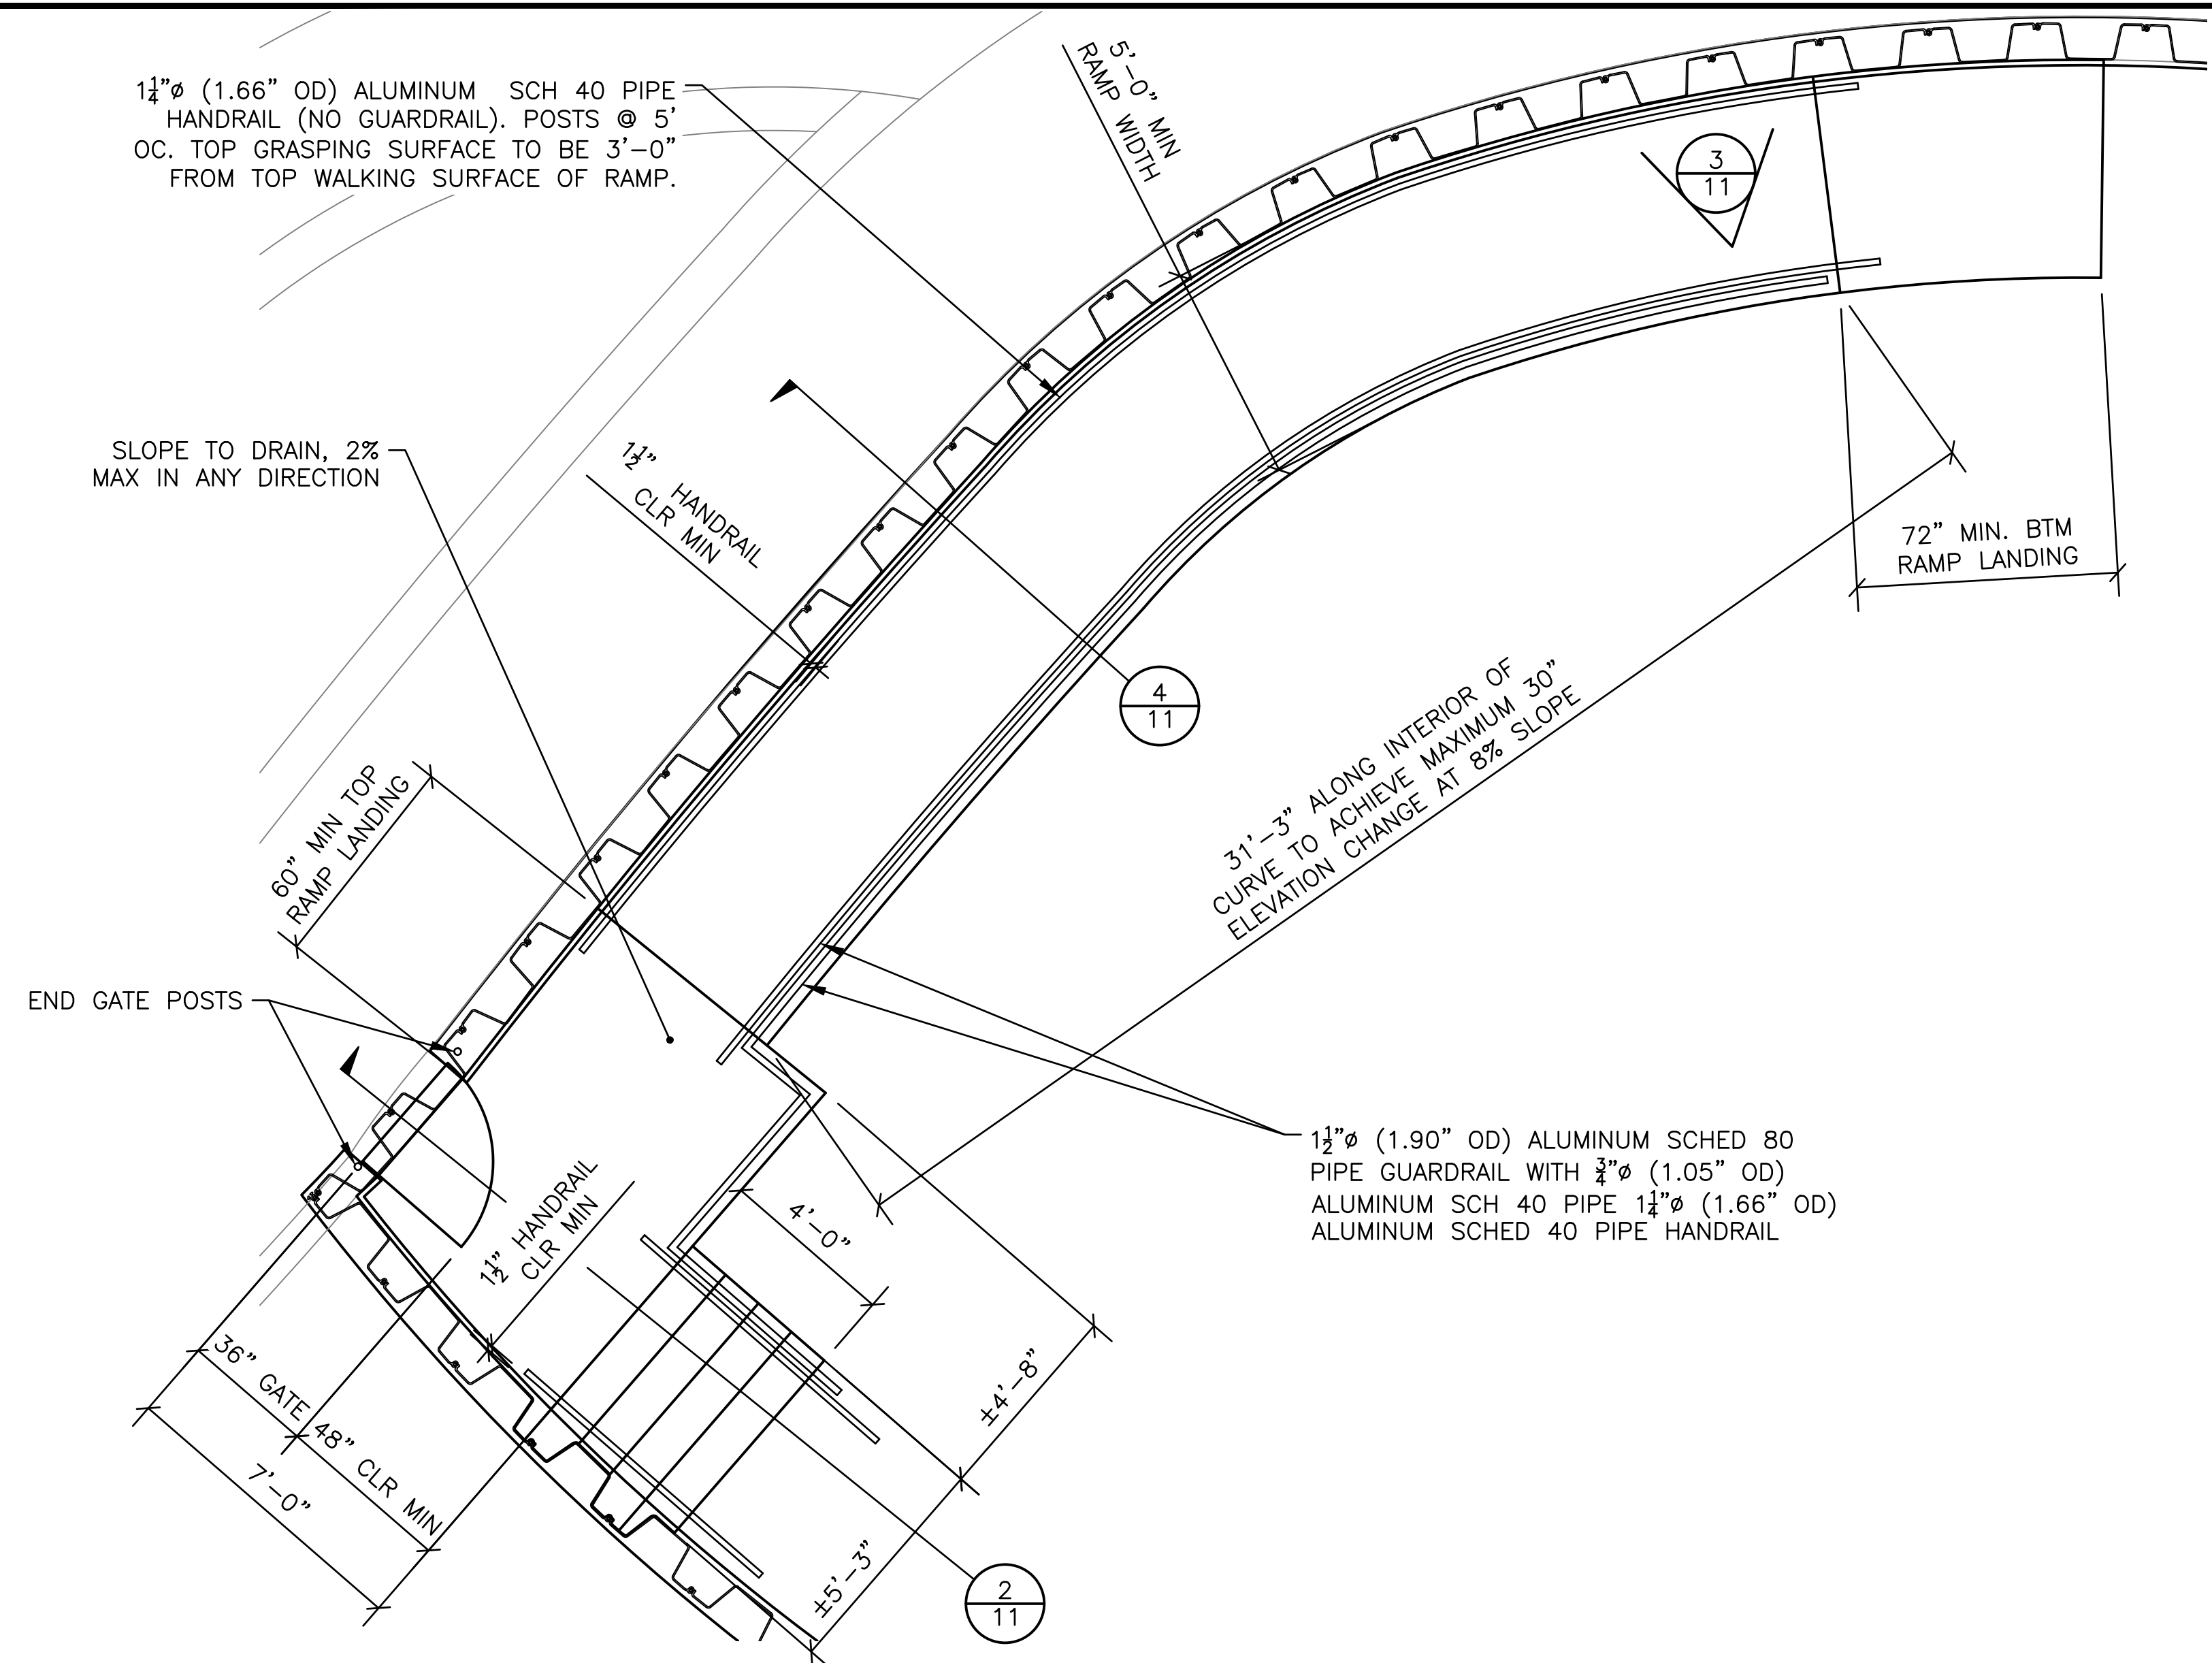 1¼”ø (1.66” OD) ALUMINUM SCH 40 PIPE
HANDRAIL (NO GUARDRAIL). POSTS @ 5’
OC. TOP GRASPING SURFACE TO BE 3’–0”
FROM TOP WALKING SURFACE OF RAMP.
5’–0” MIN
RAMP WIDTH
3
11
SLOPE TO DRAIN, 2%
MAX IN ANY DIRECTION
1½” HANDRAIL
CLR MIN
72” MIN. BTM
RAMP LANDING
4
11
31’–3” ALONG INTERIOR OF
CURVE TO ACHIEVE MAXIMUM 30”
ELEVATION CHANGE AT 8% SLOPE
60” MIN TOP
RAMP LANDING
END GATE POSTS
1½”ø (1.90” OD) ALUMINUM SCHED 80
PIPE GUARDRAIL WITH ¾”ø (1.05” OD)
ALUMINUM SCH 40 PIPE 1¼”ø (1.66” OD)
ALUMINUM SCHED 40 PIPE HANDRAIL
1½” HANDRAIL
CLR MIN
4’–0”
36” GATE
48” CLR MIN
7’–0”
±4’–8”
±5’–3”
2
11